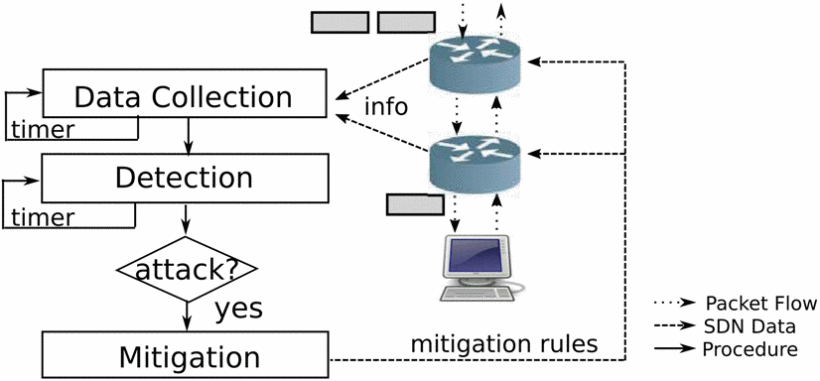 Data Collection
info
timer
Detection
timer
attack?
yes
Mitigation
mitigation rules
Packet Flow
SDN Data
Procedure